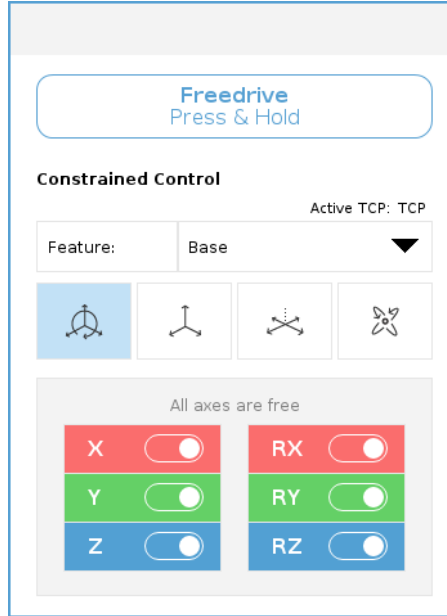 Freedrive
Press & Hold
Constrained Control
Active TCP: TCP
Feature: Base
All axes are free
X RX
Y RY
Z RZ